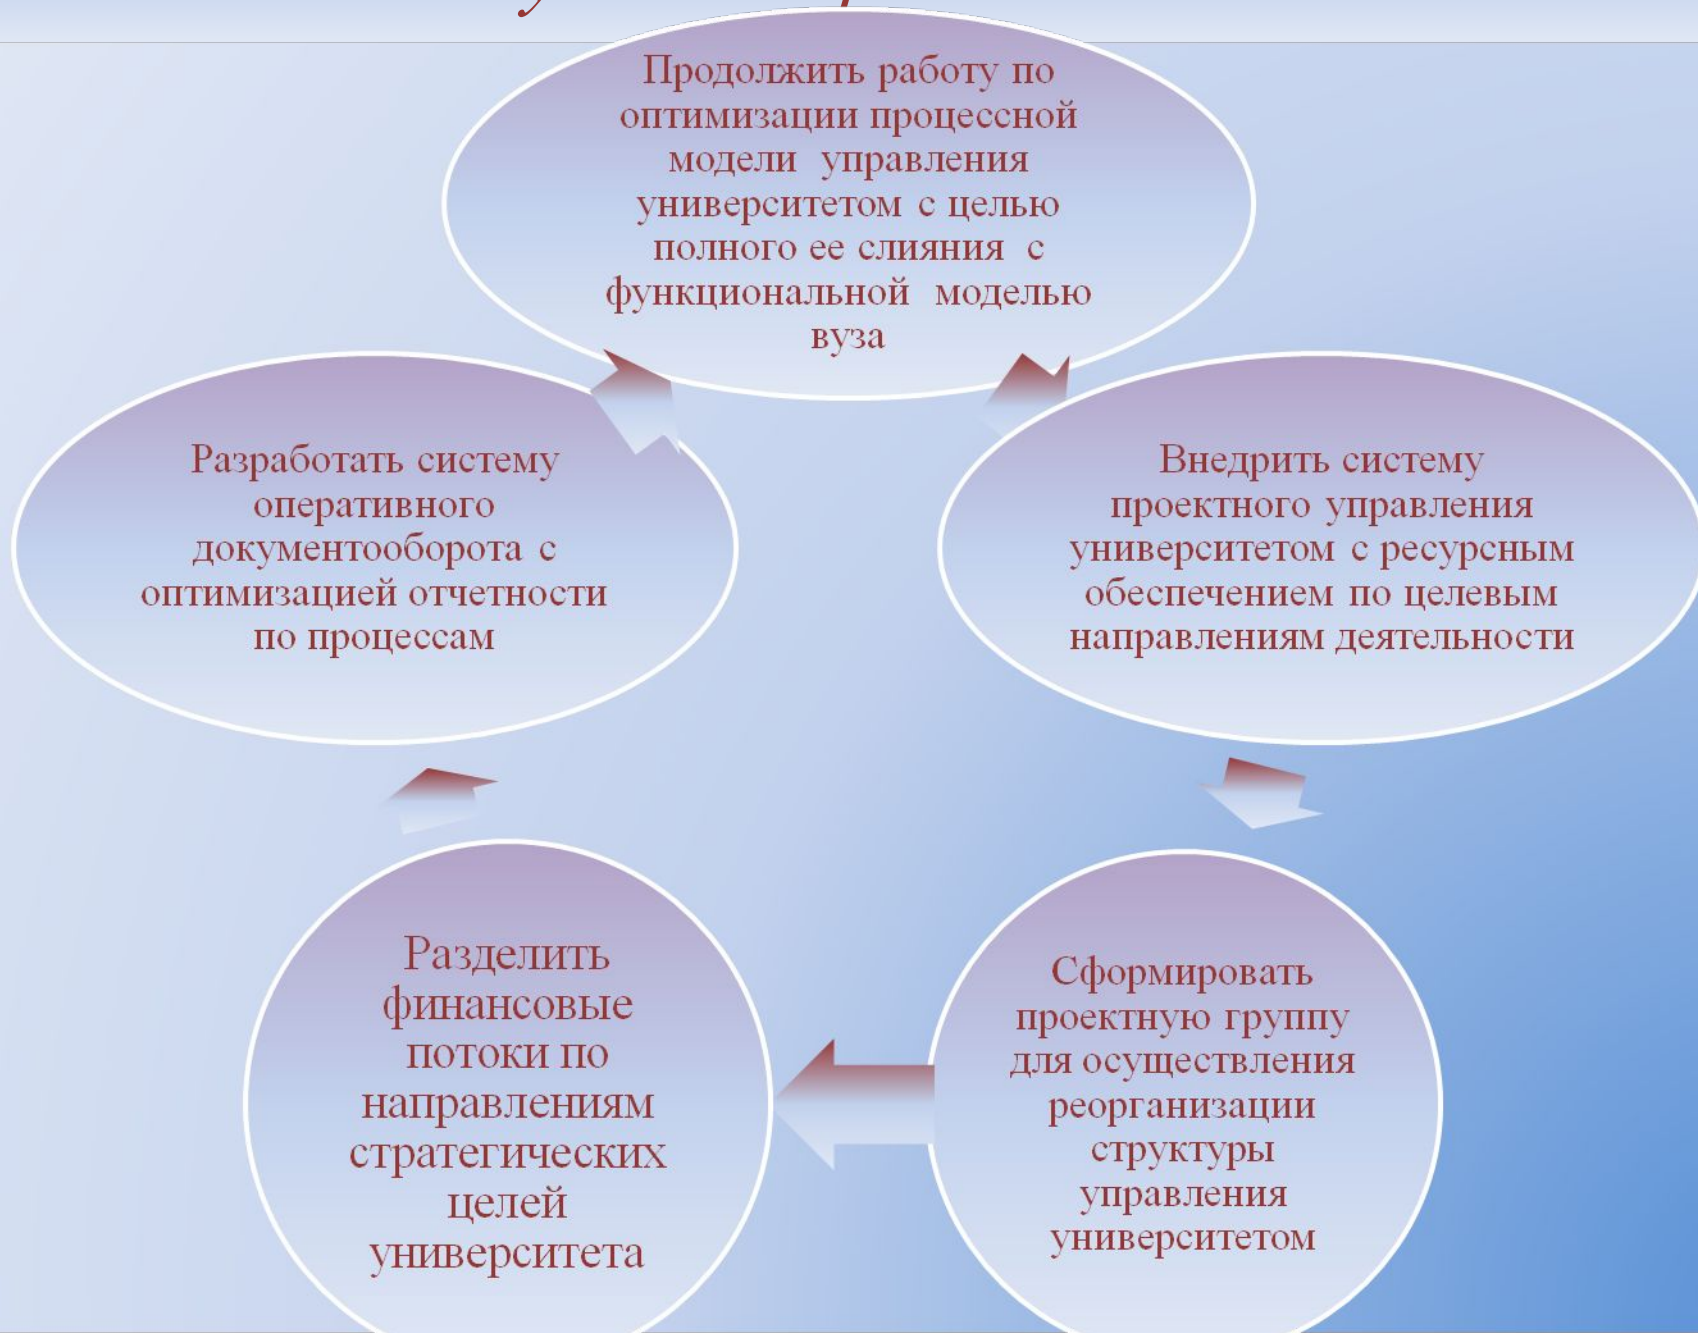 Продолжить работу по
оптимизации процессной
модели управления
университетом с целью
полного ее слияния с
функциональной моделью
вуза
Внедрить систему
проектного управления
университетом с ресурсным
обеспечением по целевым
направлениям деятельности
Сформировать
проектную группу
для осуществления
реорганизации
структуры
управления
университетом
Разделить
финансовые
потоки по
направлениям
стратегических
целей
университета
Разработать систему
оперативного
документооборота с
оптимизацией отчетности
по процессам